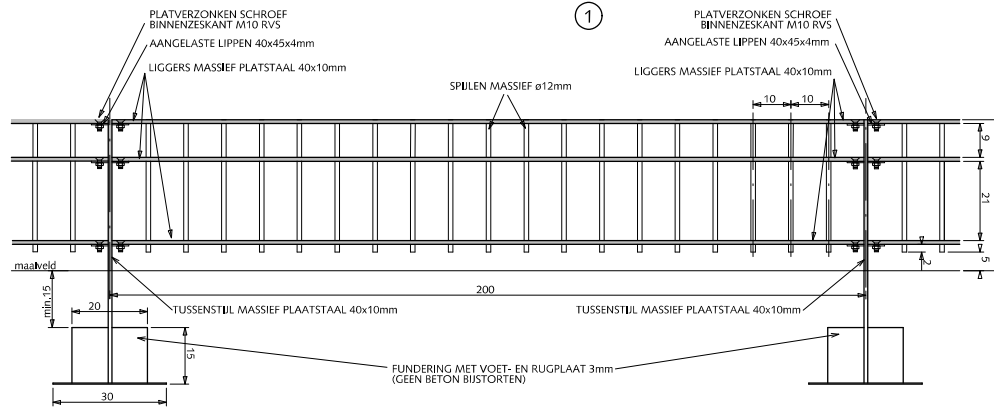 PLATVERZONKEN SCHROEF
BINNENZESKANT M10 RVS
AANGELASTE LIPPEN 40x45x4mm
LIGGERS MASSIEF PLATSTAAL 40x10mm
1
SPIJLEN MASSIEF ø12mm
PLATVERZONKEN SCHROEF
BINNENZESKANT M10 RVS
AANGELASTE LIPPEN 40x45x4mm
LIGGERS MASSIEF PLATSTAAL 40x10mm
10
10
9
21
2
5
maaiveld
min.15
200
20
TUSSENSTIJL MASSIEF PLAATSTAAL 40x10mm
TUSSENSTIJL MASSIEF PLAATSTAAL 40x10mm
15
FUNDERING MET VOET- EN RUGPLAAT 3mm
(GEEN BETON BIJSTORTEN)
30